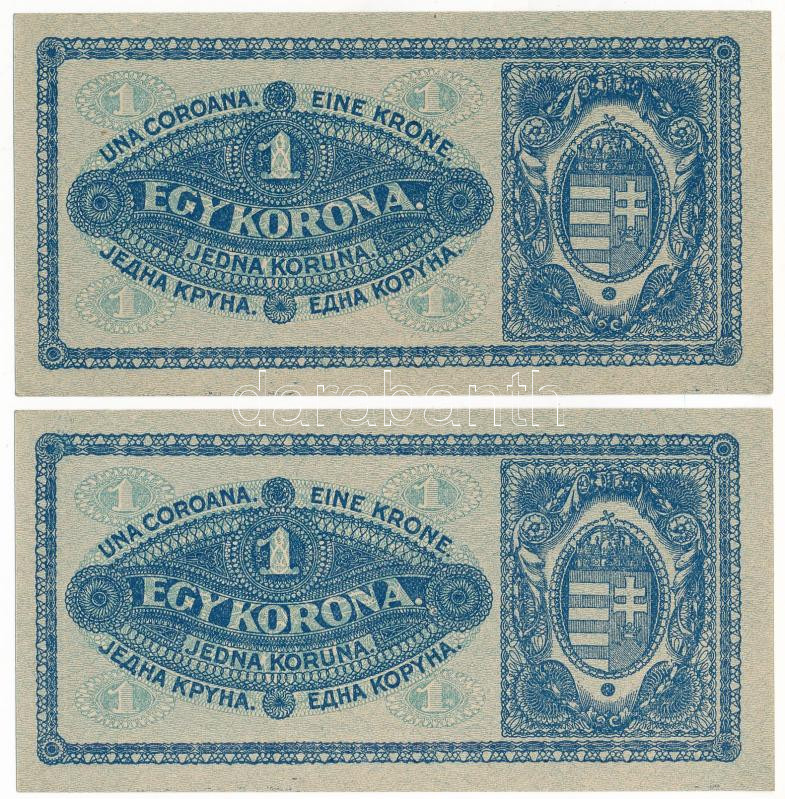 1 1
UNA COROANA. EINE KRONE.
1
EGY KORONA.
JEDNA KORUNA.
ЈЕДНА КРУНА. ЕДНА КОРУНА.
1 1
darabanth
1 1
UNA COROANA. EINE KRONE.
1
EGY KORONA.
JEDNA KORUNA.
ЈЕДНА КРУНА. ЕДНА КОРУНА.
1 1